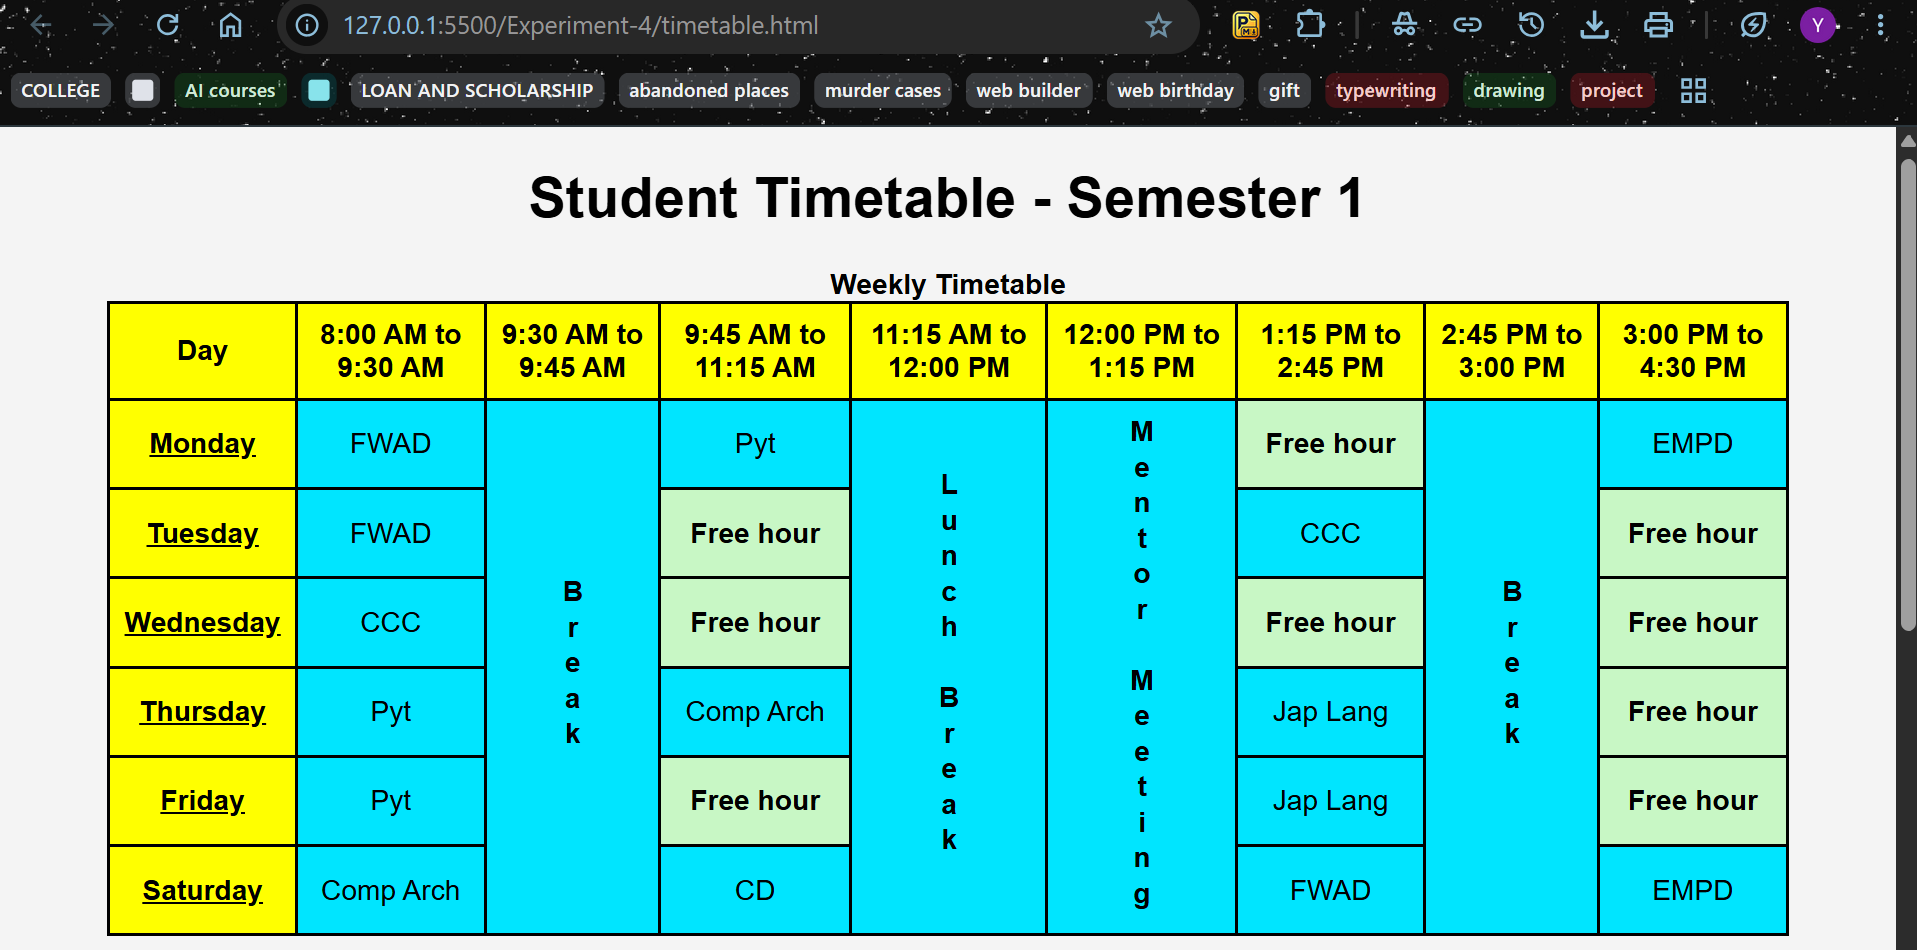 127.0.0.1:5500/Experiment-4/timetable.html
Y
COLLEGE
AI courses
LOAN AND SCHOLARSHIP
abandoned places
murder cases
web builder
web birthday
gift
typewriting
drawing
project
Student Timetable - Semester 1
Weekly Timetable
Day
8:00 AM to
9:30 AM
9:30 AM to
9:45 AM
9:45 AM to
11:15 AM
11:15 AM to
12:00 PM
12:00 PM to
1:15 PM
1:15 PM to
2:45 PM
2:45 PM to
3:00 PM
3:00 PM to
4:30 PM
Monday
FWAD
Break
Pyt
Lunch Break
Mentor Meeting
Free hour
Break
EMPD
Tuesday
FWAD
Free hour
CCC
Free hour
Wednesday
CCC
Free hour
Free hour
Free hour
Thursday
Pyt
Comp Arch
Jap Lang
Free hour
Friday
Pyt
Free hour
Jap Lang
Free hour
Saturday
Comp Arch
CD
FWAD
EMPD